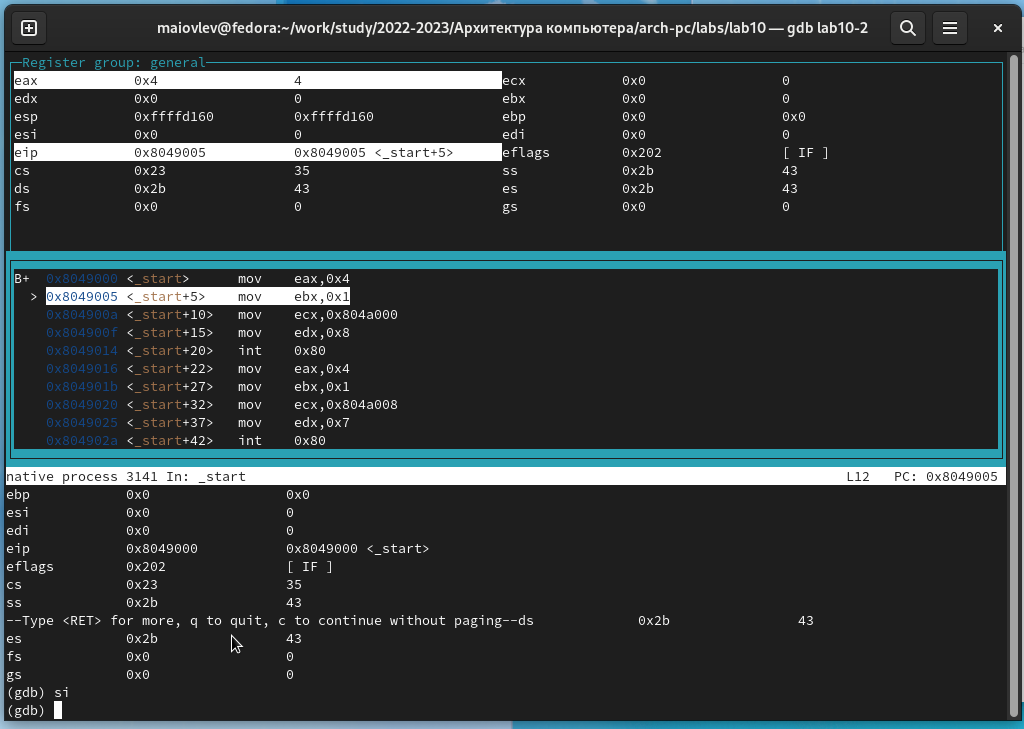 maiovlev@fedora:~/work/study/2022-2023/Архитектура компьютера/arch-pc/labs/lab10 — gdb lab10-2
Register group: general
eax 0x4 4 ecx 0x0 0
edx 0x0 0 ebx 0x0 0
esp 0xffffd160 0xffffd160 ebp 0x0 0x0
esi 0x0 0 edi 0x0 0
eip 0x8049005 0x8049005 <_start+5> eflags 0x202 [ IF ]
cs 0x23 35 ss 0x2b 43
ds 0x2b 43 es 0x2b 43
fs 0x0 0 gs 0x0 0
B+ 0x8049000 <_start> mov eax,0x4
> 0x8049005 <_start+5> mov ebx,0x1
0x804900a <_start+10> mov ecx,0x804a000
0x804900f <_start+15> mov edx,0x8
0x8049014 <_start+20> int 0x80
0x8049016 <_start+22> mov eax,0x4
0x804901b <_start+27> mov ebx,0x1
0x8049020 <_start+32> mov ecx,0x804a008
0x8049025 <_start+37> mov edx,0x7
0x804902a <_start+42> int 0x80
native process 3141 In: _start L12 PC: 0x8049005
ebp 0x0 0x0
esi 0x0 0
edi 0x0 0
eip 0x8049000 0x8049000 <_start>
eflags 0x202 [ IF ]
cs 0x23 35
ss 0x2b 43
--Type <RET> for more, q to quit, c to continue without paging--ds 0x2b 43
es 0x2b 43
fs 0x0 0
gs 0x0 0
(gdb) si
(gdb)